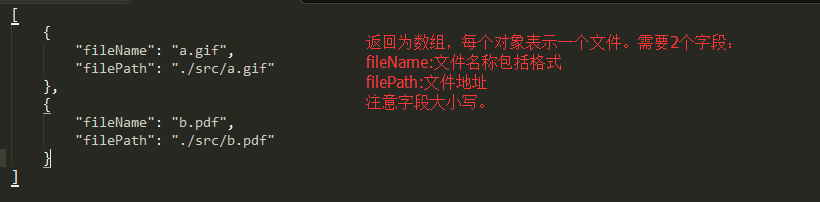 [
{
"fileName": "a.gif",
"filePath": "./src/a.gif"
},
{
"fileName": "b.pdf",
"filePath": "./src/b.pdf"
}
]
返回为数组，每个对象表示一个文件。需要2个字段：
fileName:文件名称包括格式
filePath:文件地址
注意字段大小写。